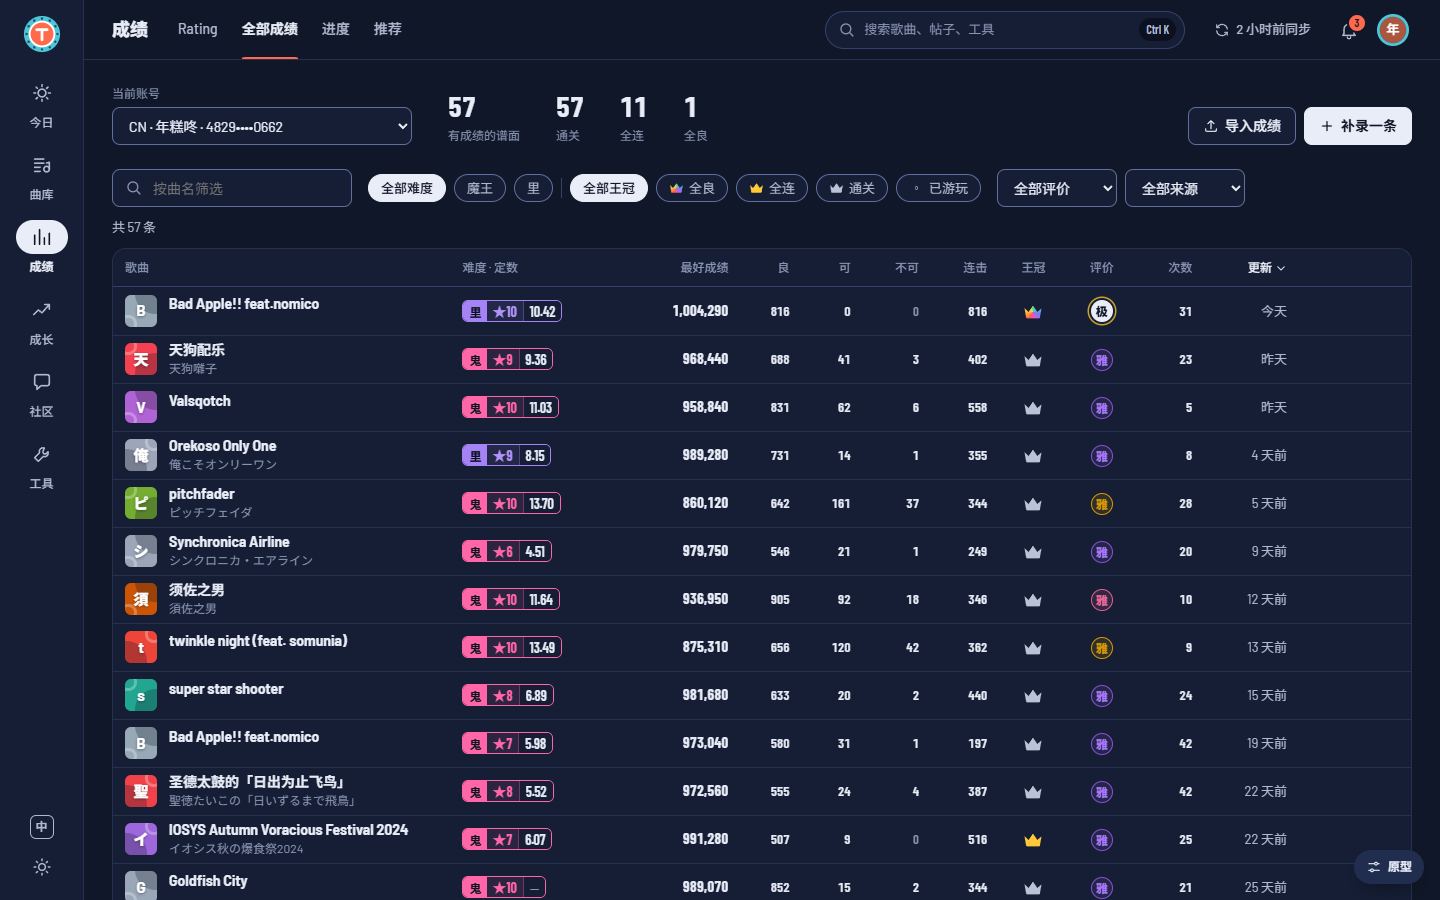 T
成绩
Rating
全部成绩
进度
推荐
搜索歌曲、帖子、工具
Ctrl K
2 小时前同步
3
年
今日
曲库
成绩
成长
社区
工具
中
当前账号
CN · 年糕咚 · 4829••••0662
57
有成绩的谱面
57
通关
11
全连
1
全良
导入成绩
补录一条
按曲名筛选
全部难度
魔王
里
全部王冠
全良
全连
通关
已游玩
全部评价
全部来源
共 57 条
歌曲 难度 · 定数 最好成绩 良 可 不可 连击 王冠 评价 次数 更新
B Bad Apple!! feat.nomico 里 ★10 10.42 1,004,290 816 0 0 816 极 31 今天
天 天狗配乐 鬼 ★9 9.36 968,440 688 41 3 402 雅 23 昨天
天狗囃子
V Valsqotch 鬼 ★10 11.03 958,840 831 62 6 558 雅 5 昨天
俺 Orekoso Only One 里 ★9 8.15 989,280 731 14 1 355 雅 8 4 天前
俺こそオンリーワン
ピ pitchfader 鬼 ★10 13.70 860,120 642 161 37 344 雅 28 5 天前
ピッチフェイダ
シ Synchronica Airline 鬼 ★6 4.51 979,750 546 21 1 249 雅 20 9 天前
シンクロニカ・エアライン
須 须佐之男 鬼 ★10 11.64 936,950 905 92 18 346 雅 10 12 天前
須佐之男
t twinkle night (feat. somunia) 鬼 ★10 13.49 875,310 656 120 42 362 雅 9 13 天前
s super star shooter 鬼 ★8 6.89 981,680 633 20 2 440 雅 24 15 天前
B Bad Apple!! feat.nomico 鬼 ★7 5.98 973,040 580 31 1 197 雅 42 19 天前
聖 圣德太鼓的「日出为止飞鸟」 鬼 ★8 5.52 972,560 555 24 4 387 雅 42 22 天前
聖徳たいこの「日いずるまで飛鳥」
イ IOSYS Autumn Voracious Festival 2024 鬼 ★7 6.07 991,280 507 9 0 516 雅 25 22 天前
イオシス秋の爆食祭2024
G Goldfish City 鬼 ★10 — 989,070 852 15 2 344 雅 21 25 天前
原型